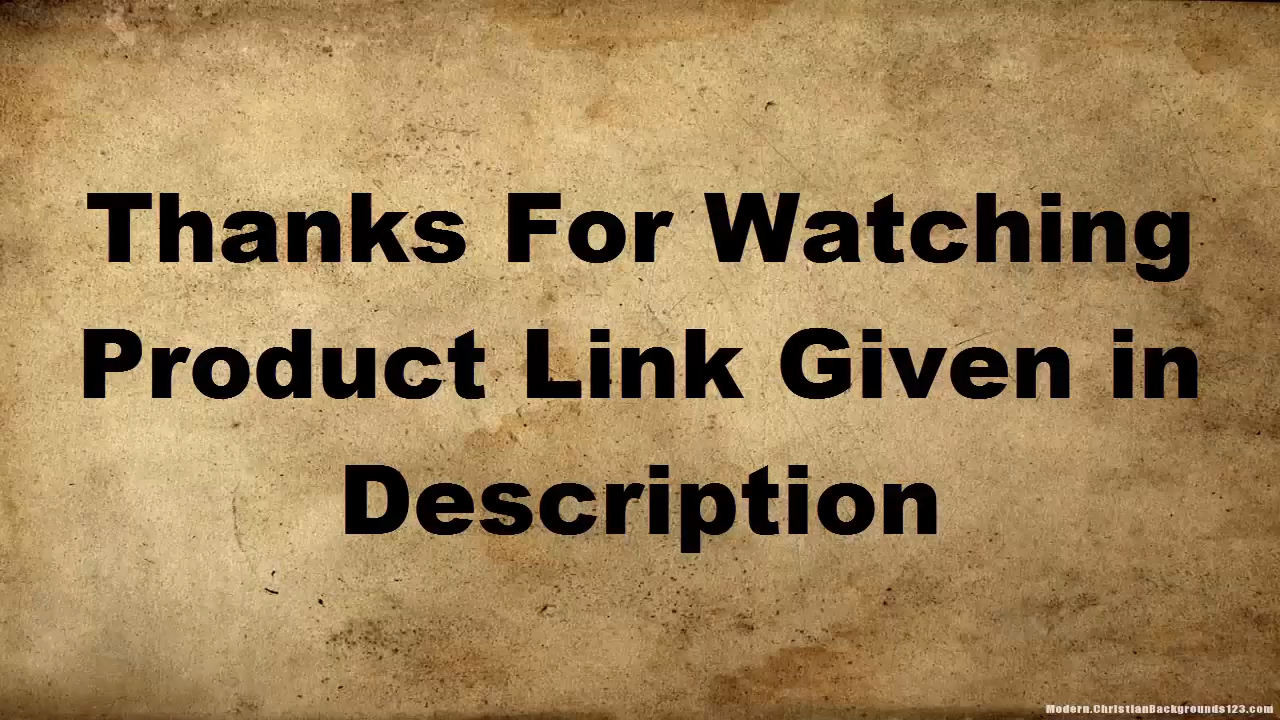 Thanks For Watching
Product Link Given in
Description
Modern.ChristianBackgrounds123.com